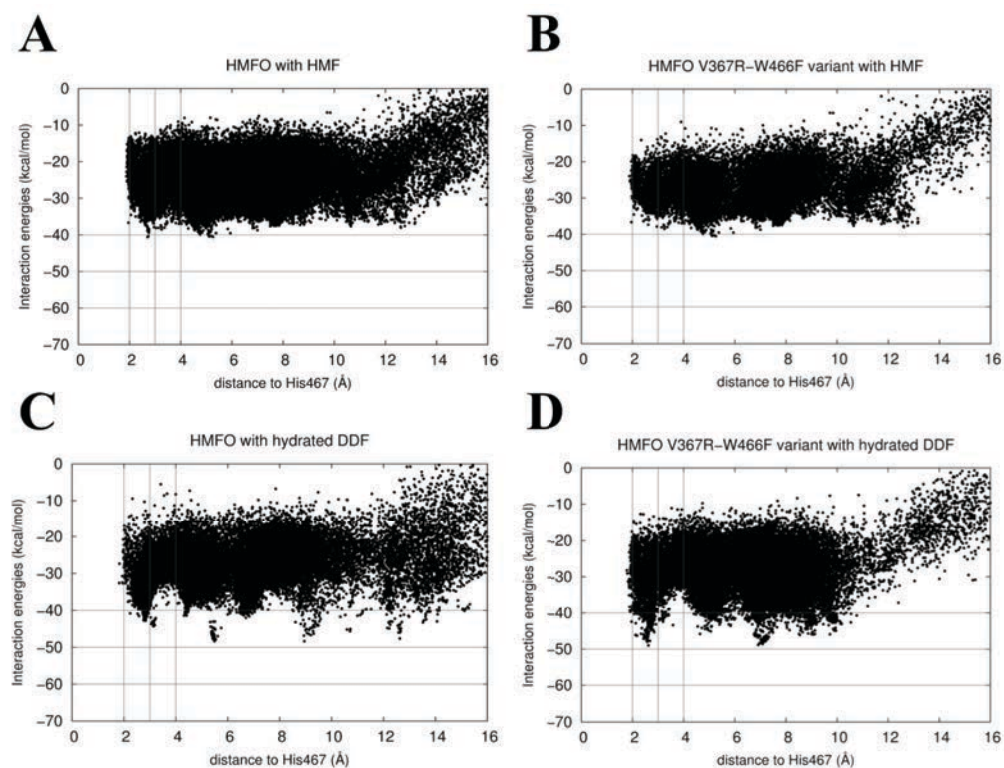 A
HMFO with HMF
Interaction energies (kcal/mol)
0
−10
−20
−30
−40
−50
−60
−70
0 2 4 6 8 10 12 14 16
distance to His467 (Å)
B
HMFO V367R−W466F variant with HMF
Interaction energies (kcal/mol)
0
−10
−20
−30
−40
−50
−60
−70
0 2 4 6 8 10 12 14 16
distance to His467 (Å)
C
HMFO with hydrated DDF
Interaction energies (kcal/mol)
0
−10
−20
−30
−40
−50
−60
−70
0 2 4 6 8 10 12 14 16
distance to His467 (Å)
D
HMFO V367R−W466F variant with hydrated DDF
Interaction energies (kcal/mol)
0
−10
−20
−30
−40
−50
−60
−70
0 2 4 6 8 10 12 14 16
distance to His467 (Å)